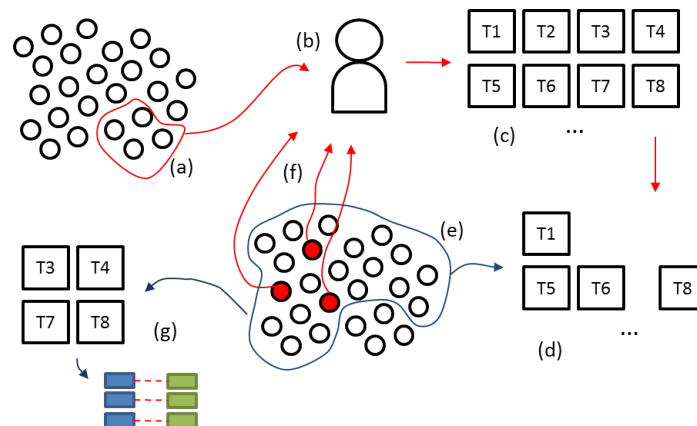 (b)
T1 T2 T3 T4
T5 T6 T7 T8
(a)
(c)
...
(f)
(e)
T1
T5 T6 T8
...
(d)
T3 T4
T7 T8
(g)